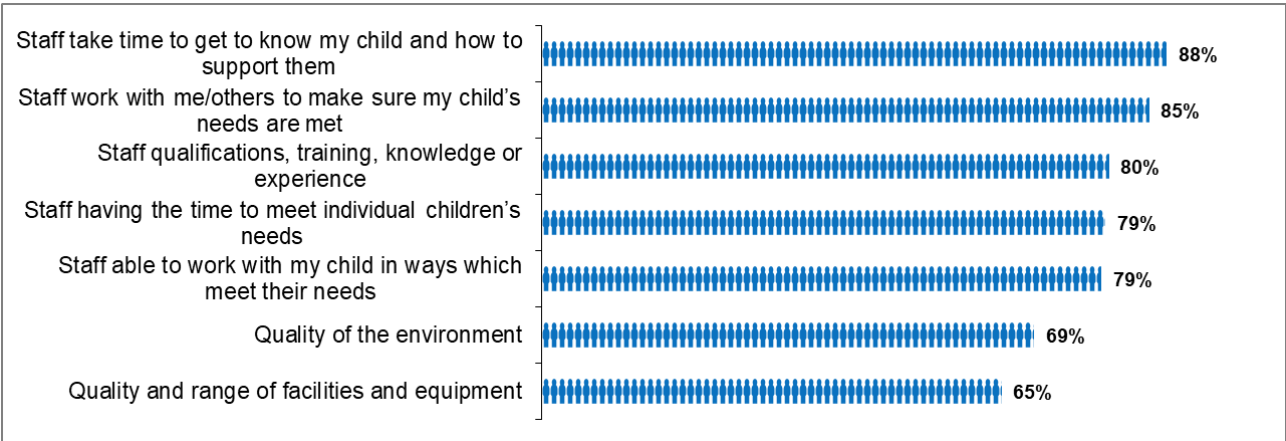 Staff take time to get to know my child and how to
support them
88%
Staff work with me/others to make sure my child's
needs are met
85%
Staff qualifications, training, knowledge or
experience
80%
Staff having the time to meet individual children's
needs
79%
Staff able to work with my child in ways which
meet their needs
79%
Quality of the environment
69%
Quality and range of facilities and equipment
65%